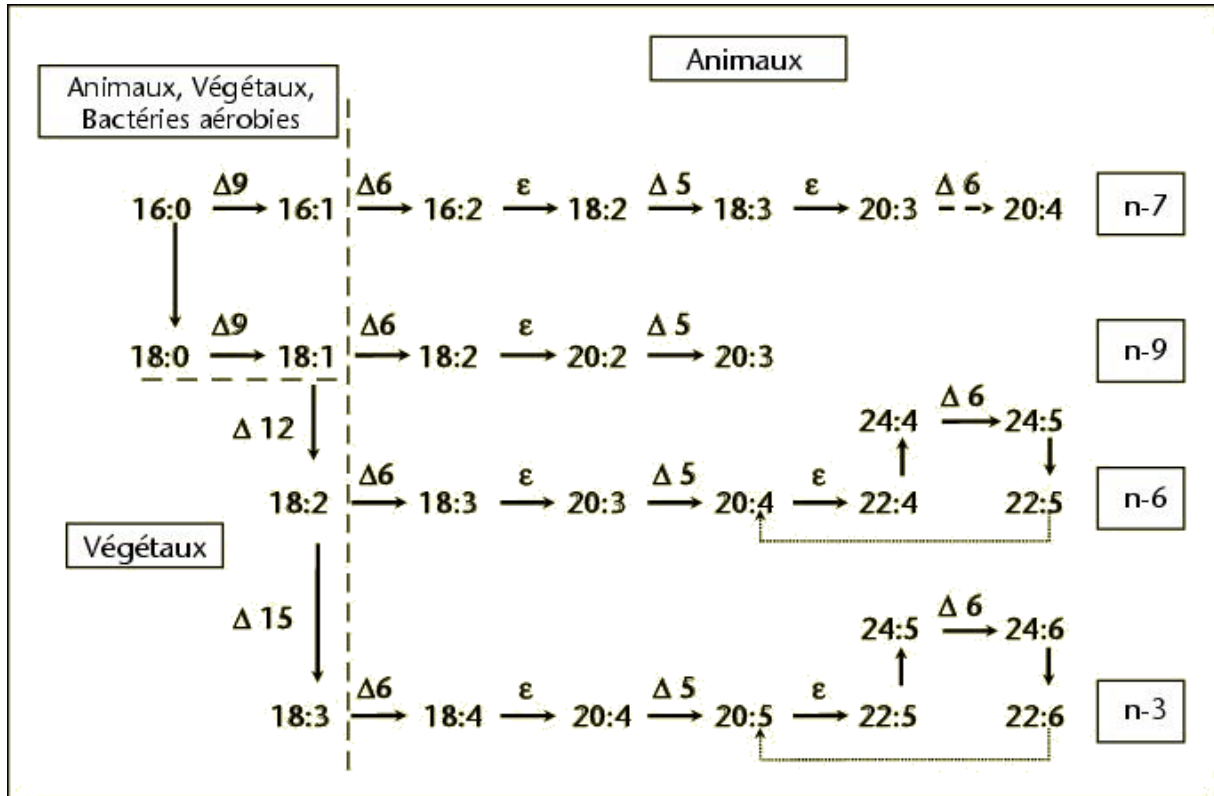 Animaux
Animaux, Végétaux,
Bactéries aérobies
Δ9 Δ6 ε Δ 5 ε Δ 6
16:0 16:1 16:2 18:2 18:3 20:3 20:4 n-7
Δ9 Δ6 ε Δ 5
18:0 18:1 18:2 20:2 20:3 n-9
Δ 6
24:4 24:5
Δ 12
Δ6 ε Δ 5 ε
18:2 18:3 20:3 20:4 22:4 22:5 n-6
Végétaux
Δ 6
Δ 15 24:5 24:6
Δ6 ε Δ 5 ε
18:3 18:4 20:4 20:5 22:5 22:6 n-3